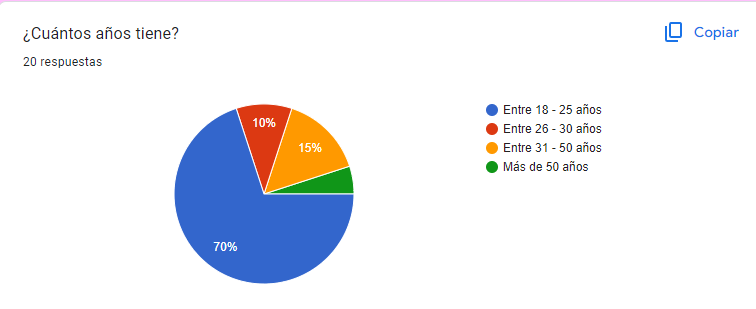 ¿Cuántos años tiene?
Copiar
20 respuestas
Entre 18 - 25 años
Entre 26 - 30 años
Entre 31 - 50 años
Más de 50 años
10%
15%
70%